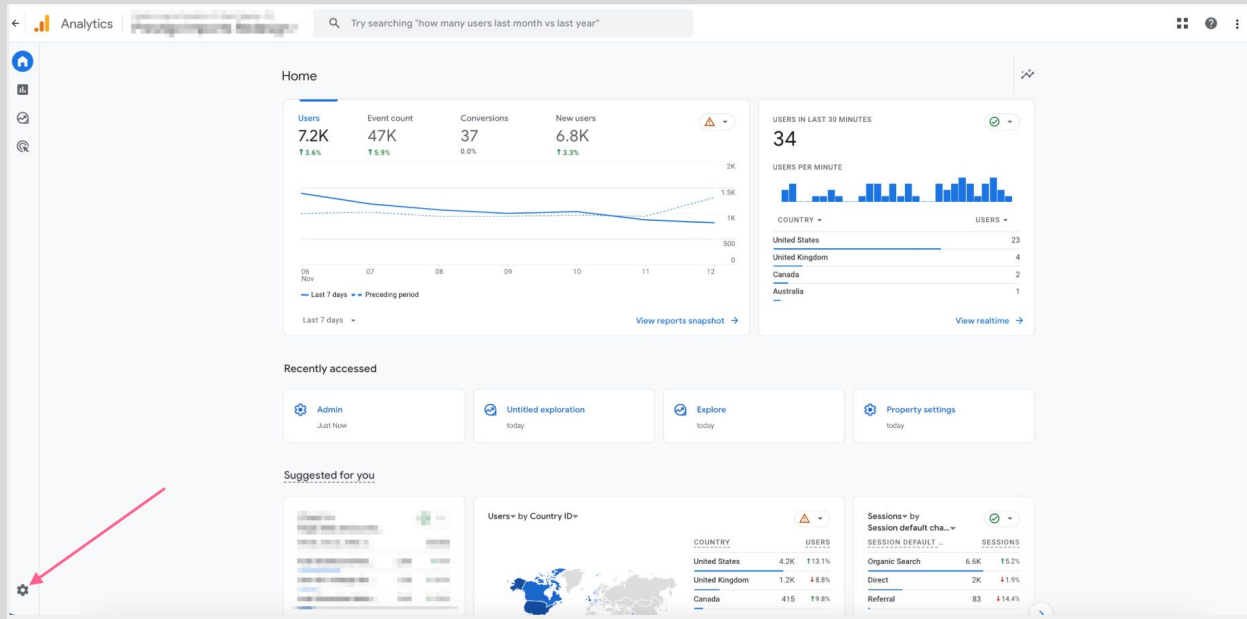 Analytics
Try searching "how many users last month vs last year"
Home
Users
7.2K
↑ 3.6%
Event count
47K
↑ 5.9%
Conversions
37
0.0%
New users
6.8K
↑ 3.3%
2K
1.5K
1K
500
0
06
Nov
07
08
09
10
11
12
Last 7 days
Preceding period
Last 7 days
View reports snapshot
USERS IN LAST 30 MINUTES
34
USERS PER MINUTE
COUNTRY
USERS
United States 23
United Kingdom 4
Canada 2
Australia 1
View realtime
Recently accessed
Admin
Just Now
Untitled exploration
today
Explore
today
Property settings
today
Suggested for you
Users by Country ID
COUNTRY USERS
United States 4.2K ↑13.1%
United Kingdom 1.2K ↓8.8%
Canada 415 ↑9.8%
Sessions by
Session default cha...
SESSION DEFAULT ... SESSIONS
Organic Search 6.6K ↑5.2%
Direct 2K ↓1.9%
Referral 83 ↓14.4%